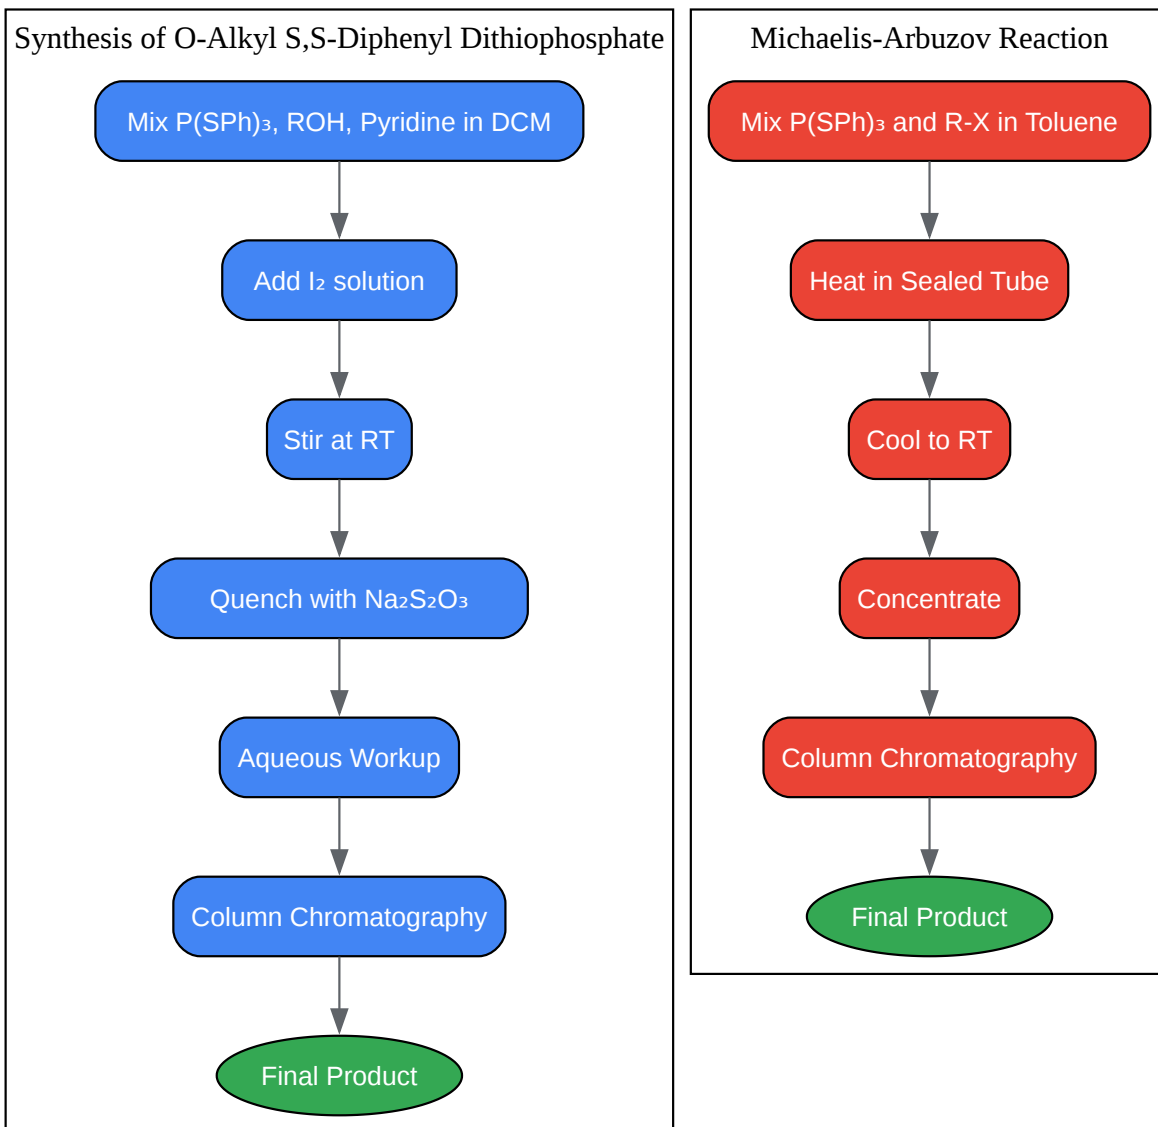 Synthesis of O-Alkyl S,S-Diphenyl Dithiophosphate
Mix P(SPh)₃, ROH, Pyridine in DCM
Add I₂ solution
Stir at RT
Quench with Na₂S₂O₃
Aqueous Workup
Column Chromatography
Final Product
Michaelis-Arbuzov Reaction
Mix P(SPh)₃ and R-X in Toluene
Heat in Sealed Tube
Cool to RT
Concentrate
Column Chromatography
Final Product